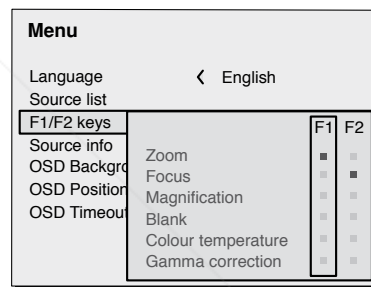 Menu
Language English
Source list
F1/F2 keys
Source info
OSD Backgro
OSD Position
OSD Timeout
F1 F2
Zoom
Focus
Magnification
Blank
Colour temperature
Gamma correction